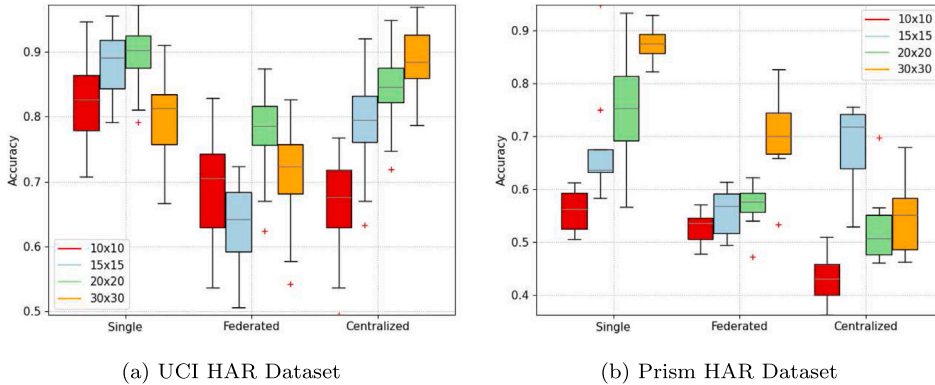 0.9
0.8
0.7
0.6
0.5
Accuracy
10x10
15x15
20x20
30x30
Single Federated Centralized
(a) UCI HAR Dataset
0.9
0.8
0.7
0.6
0.5
0.4
Accuracy
10x10
15x15
20x20
30x30
Single Federated Centralized
(b) Prism HAR Dataset